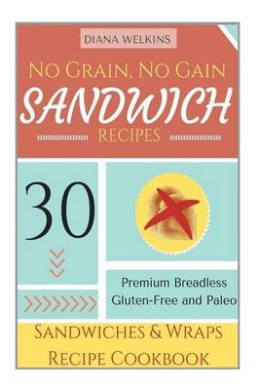 DIANA WELKINS
NO GRAIN, NO GAIN
SANDWICH
RECIPES
30
Premium Breadless
Gluten-Free and Paleo
SANDWICHES & WRAPS
RECIPE COOKBOOK